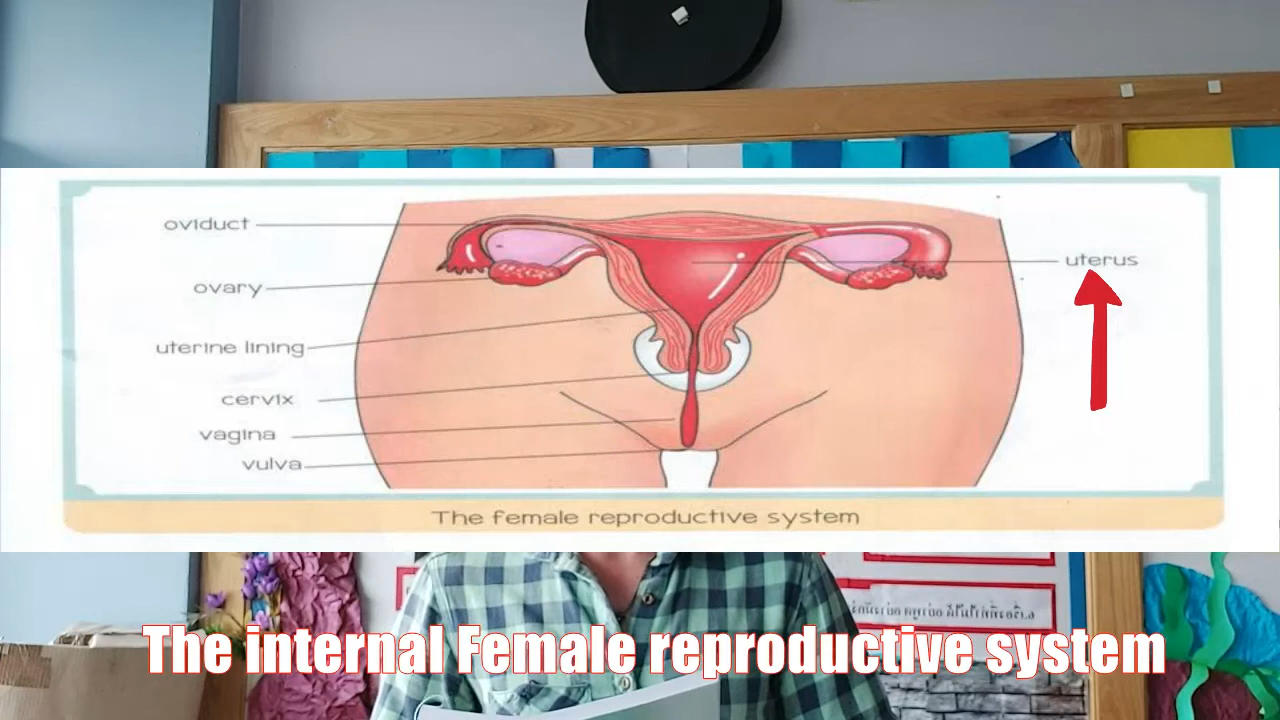 oviduct
uterus
ovary
uterine lining
cervix
vagina
vulva
The female reproductive system
The internal Female reproductive system